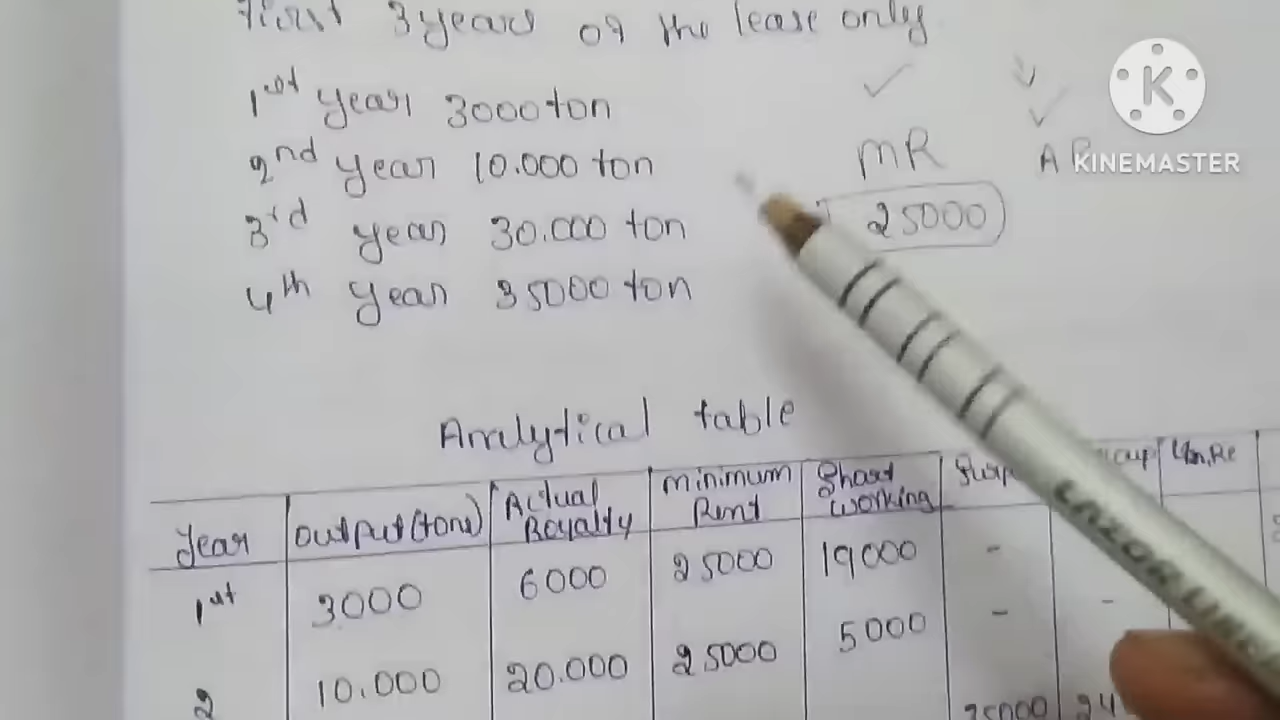 First 3 years of the lease only
1st year 3000 ton
2nd year 10.000 ton
3rd year 30.000 ton
4th year 35000 ton
MR
25000
A
KINEMASTER
Analytical table
Year Output(tons) Actual Royalty Minimum Rent Short Working
1st 3000 6000 25000 19000 -
2 10.000 20.000 25000 5000 - -